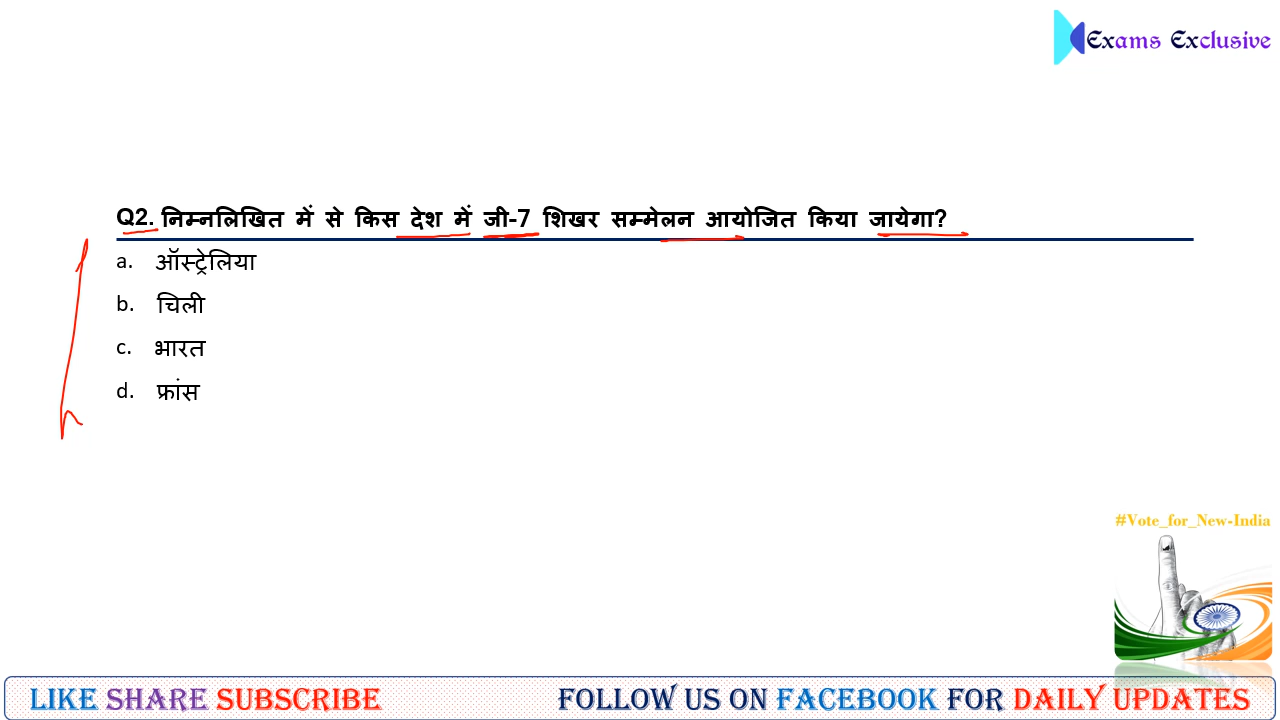 Exams Exclusive
Q2. निम्नलिखित में से किस देश में जी-7 शिखर सम्मेलन आयोजित किया जायेगा?
a. ऑस्ट्रेलिया
b. चिली
c. भारत
d. फ्रांस
#Vote_for_New-India
LIKE SHARE SUBSCRIBE FOLLOW US ON FACEBOOK FOR DAILY UPDATES